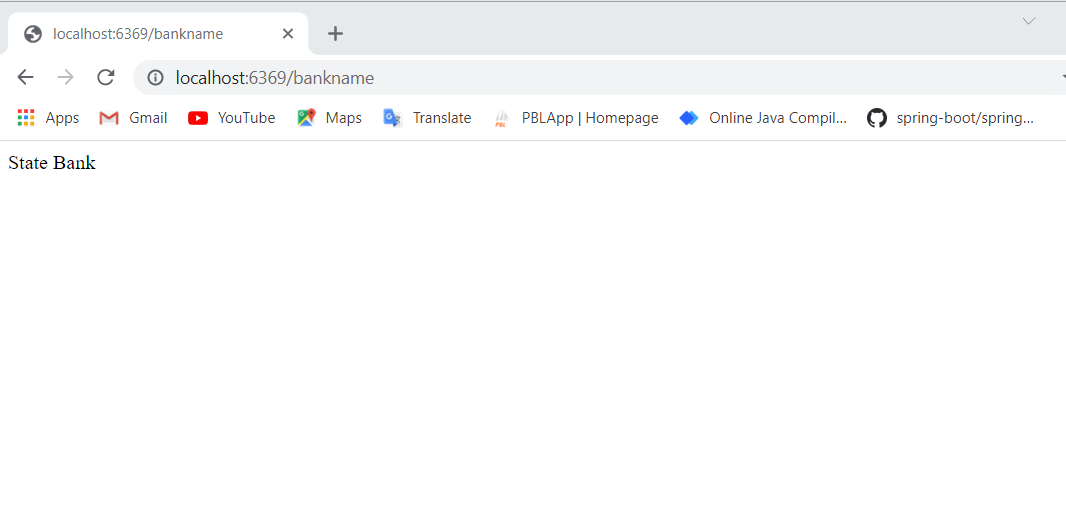 localhost:6369/bankname
localhost:6369/bankname
Apps Gmail YouTube Maps Translate PBLApp | Homepage Online Java Compil... spring-boot/spring...
State Bank